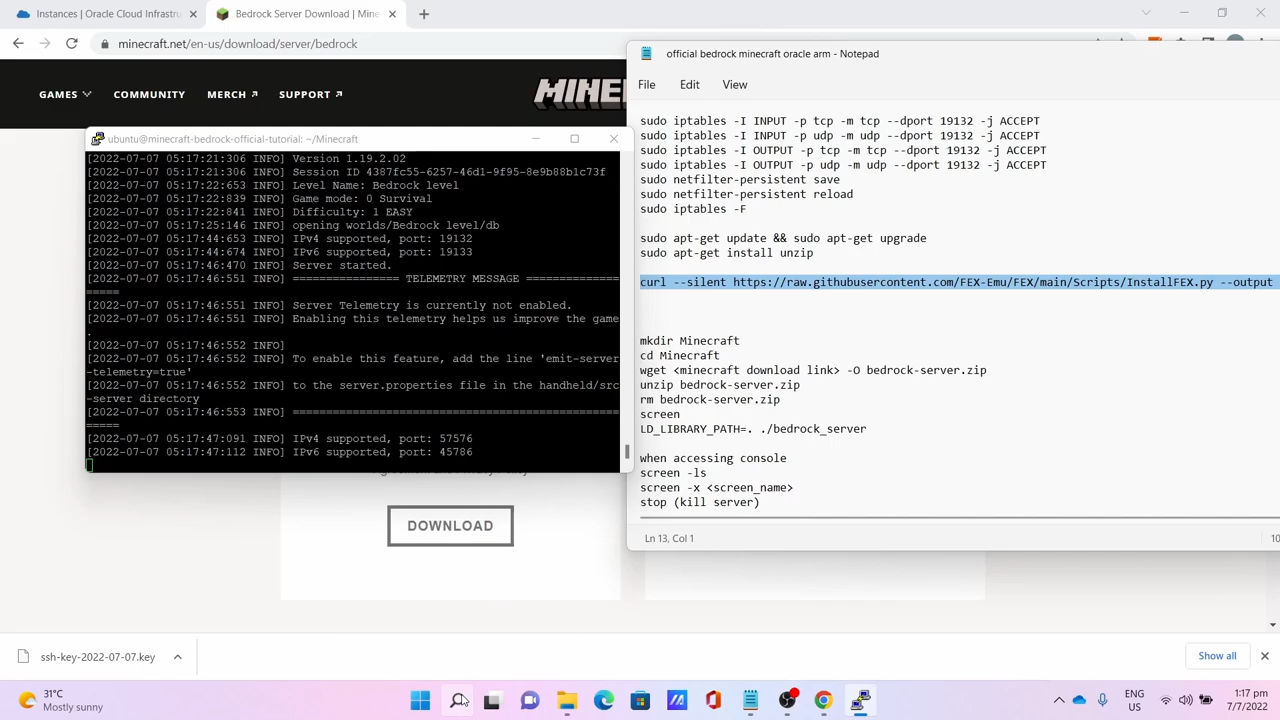 Instances | Oracle Cloud Infrastru
Bedrock Server Download | Mine
minecraft.net/en-us/download/server/bedrock
GAMES
COMMUNITY
MERCH
SUPPORT
MINE
ubuntu@minecraft-bedrock-official-tutorial: ~/Minecraft
[2022-07-07 05:17:21:306 INFO] Version 1.19.2.02
[2022-07-07 05:17:21:306 INFO] Session ID 4387fc55-6257-46d1-9f95-8e9b88b1c73f
[2022-07-07 05:17:22:653 INFO] Level Name: Bedrock level
[2022-07-07 05:17:22:839 INFO] Game mode: 0 Survival
[2022-07-07 05:17:22:841 INFO] Difficulty: 1 EASY
[2022-07-07 05:17:25:146 INFO] opening worlds/Bedrock level/db
[2022-07-07 05:17:44:653 INFO] IPv4 supported, port: 19132
[2022-07-07 05:17:44:674 INFO] IPv6 supported, port: 19133
[2022-07-07 05:17:46:470 INFO] Server started.
[2022-07-07 05:17:46:551 INFO] ================ TELEMETRY MESSAGE ==============
=====
[2022-07-07 05:17:46:551 INFO] Server Telemetry is currently not enabled.
[2022-07-07 05:17:46:551 INFO] Enabling this telemetry helps us improve the game
.
[2022-07-07 05:17:46:552 INFO]
[2022-07-07 05:17:46:552 INFO] To enable this feature, add the line 'emit-server
-telemetry=true'
[2022-07-07 05:17:46:552 INFO] to the server.properties file in the handheld/src
-server directory
[2022-07-07 05:17:46:553 INFO] =================================================
=====
[2022-07-07 05:17:47:091 INFO] IPv4 supported, port: 57576
[2022-07-07 05:17:47:112 INFO] IPv6 supported, port: 45786
DOWNLOAD
official bedrock minecraft oracle arm - Notepad
File
Edit
View
sudo iptables -I INPUT -p tcp -m tcp --dport 19132 -j ACCEPT
sudo iptables -I INPUT -p udp -m udp --dport 19132 -j ACCEPT
sudo iptables -I OUTPUT -p tcp -m tcp --dport 19132 -j ACCEPT
sudo iptables -I OUTPUT -p udp -m udp --dport 19132 -j ACCEPT
sudo netfilter-persistent save
sudo netfilter-persistent reload
sudo iptables -F
sudo apt-get update && sudo apt-get upgrade
sudo apt-get install unzip
curl --silent https://raw.githubusercontent.com/FEX-Emu/FEX/main/Scripts/InstallFEX.py --output
mkdir Minecraft
cd Minecraft
wget <minecraft download link> -O bedrock-server.zip
unzip bedrock-server.zip
rm bedrock-server.zip
screen
LD_LIBRARY_PATH=. ./bedrock_server
when accessing console
screen -ls
screen -x <screen_name>
stop (kill server)
Ln 13, Col 1
10
ssh-key-2022-07-07.key
Show all
31°C
Mostly sunny
ENG
US
1:17 pm
7/7/2022